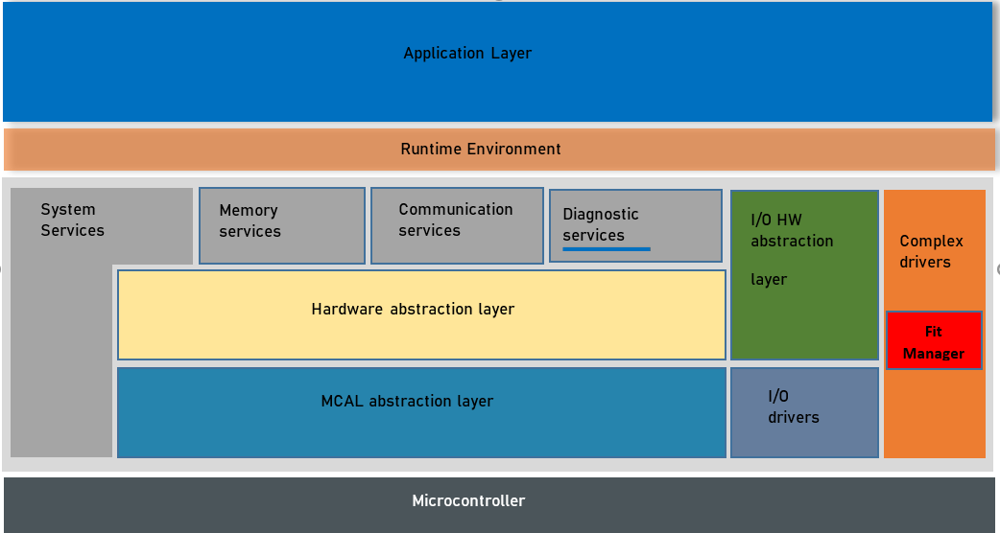 Application Layer
Runtime Environment
System
Services
Memory
services
Communication
services
Diagnostic
services
I/O HW
abstraction
layer
Complex
drivers
Hardware abstraction layer
Fit
Manager
MCAL abstraction layer
I/O
drivers
Microcontroller